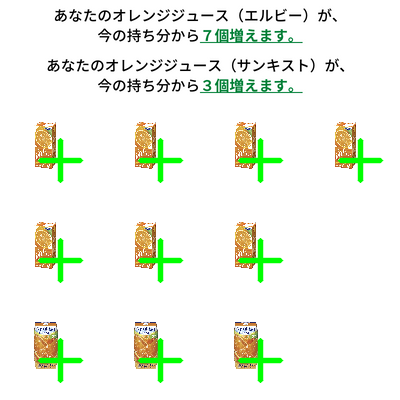 あなたのオレンジジュース（エルビー）が、
今の持ち分から７個増えます。
あなたのオレンジジュース（サンキスト）が、
今の持ち分から３個増えます。